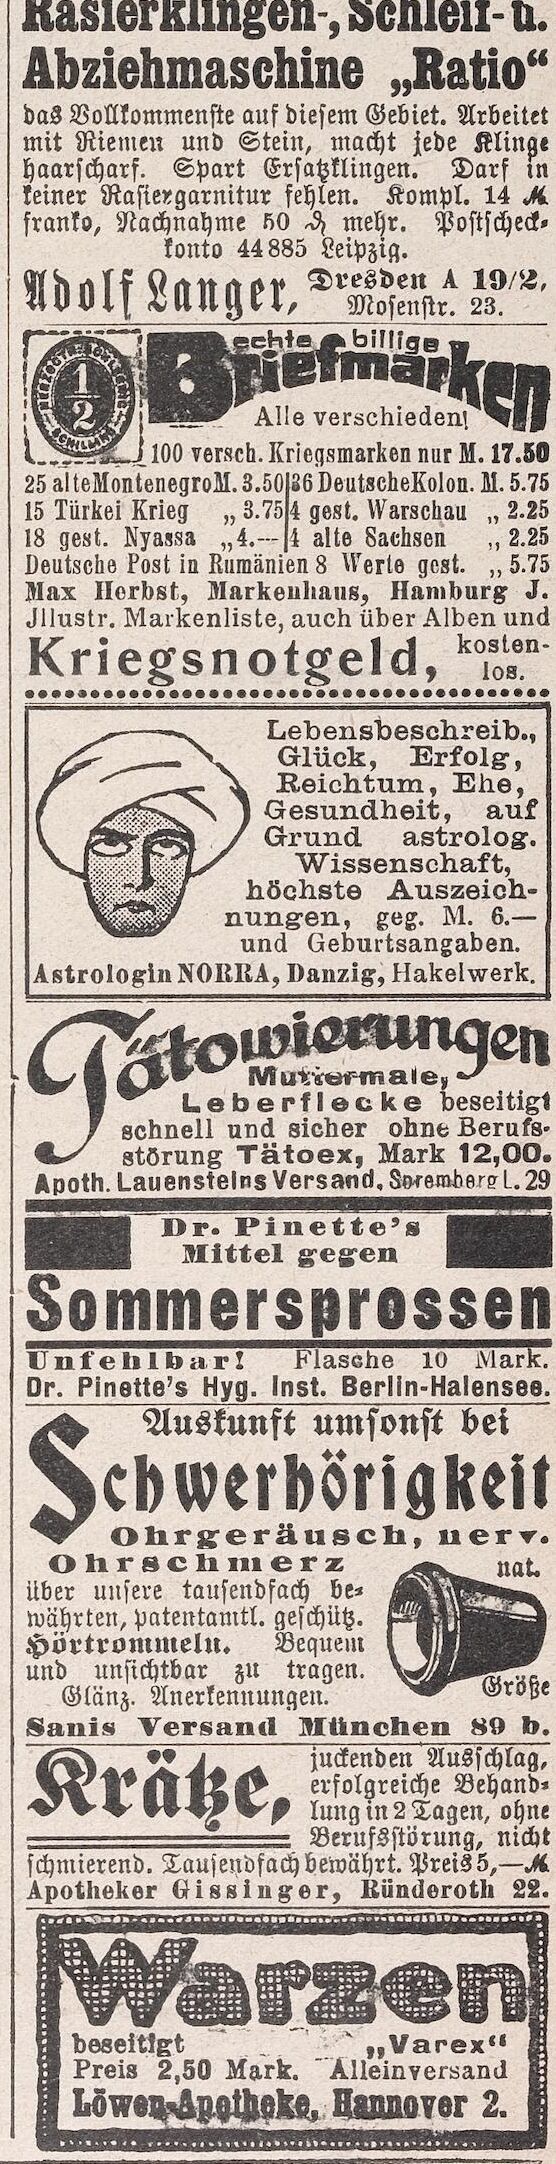 Rasierklingen-, Schleif- u.
Abziehmaschine „Ratio“
das Vollkommenste auf diesem Gebiet. Arbeitet
mit Riemen und Stein, macht jede Klinge
haarscharf. Spart Ersatzklingen. Darf in
keiner Rasiergarnitur fehlen. Kompl. 14 ℳ
franko, Nachnahme 50 ₰ mehr. Postscheck-
konto 44885 Leipzig.
Adolf Langer, Dresden A 19/2,
Mosenstr. 23.
1/2
SCHILLING
echte billige
Briefmarken
Alle verschieden!
100 versch. Kriegsmarken nur M. 17.50
25 alte Montenegro M. 3.50 36 Deutsche Kolon. M. 5.75
15 Türkei Krieg „ 3.75 4 gest. Warschau „ 2.25
18 gest. Nyassa „ 4.-- 4 alte Sachsen „ 2.25
Deutsche Post in Rumänien 8 Werte gest. „ 5.75
Max Herbst, Markenhaus, Hamburg J.
Jllustr. Markenliste, auch über Alben und
Kriegsnotgeld, kosten-
los.
Lebensbeschreib.,
Glück, Erfolg,
Reichtum, Ehe,
Gesundheit, auf
Grund astrolog.
Wissenschaft,
höchste Auszeich-
nungen, geg. M. 6.—
und Geburtsangaben.
Astrologin NORRA, Danzig, Hakelwerk.
Tätowierungen
Muttermale,
Leberflecke beseitigt
schnell und sicher ohne Berufs-
störung Tätoex, Mark 12,00.
Apoth. Lauensteins Versand, Spremberg L. 29
Dr. Pinette's
Mittel gegen
Sommersprossen
Unfehlbar! Flasche 10 Mark.
Dr. Pinette's Hyg. Inst. Berlin-Halensee.
Auskunft umsonst bei
Schwerhörigkeit
Ohrgeräusch, nerv.
Ohrschmerz
über unsere tausendfach be-
währten, patentamtl. geschütz.
Hörtrommeln. Bequem
und unsichtbar zu tragen.
Glänz. Anerkennungen.
nat.
Größe
Sanis Versand München 89 b.
Krätze, juckenden Ausschlag,
erfolgreiche Behand-
lung in 2 Tagen, ohne
Berufsstörung, nicht
schmierend. Tausendfach bewährt. Preis 5,— ℳ
Apotheker Gissinger, Ründeroth 22.
Warzen
beseitigt „Varex“
Preis 2,50 Mark. Alleinversand
Löwen-Apotheke, Hannover 2.